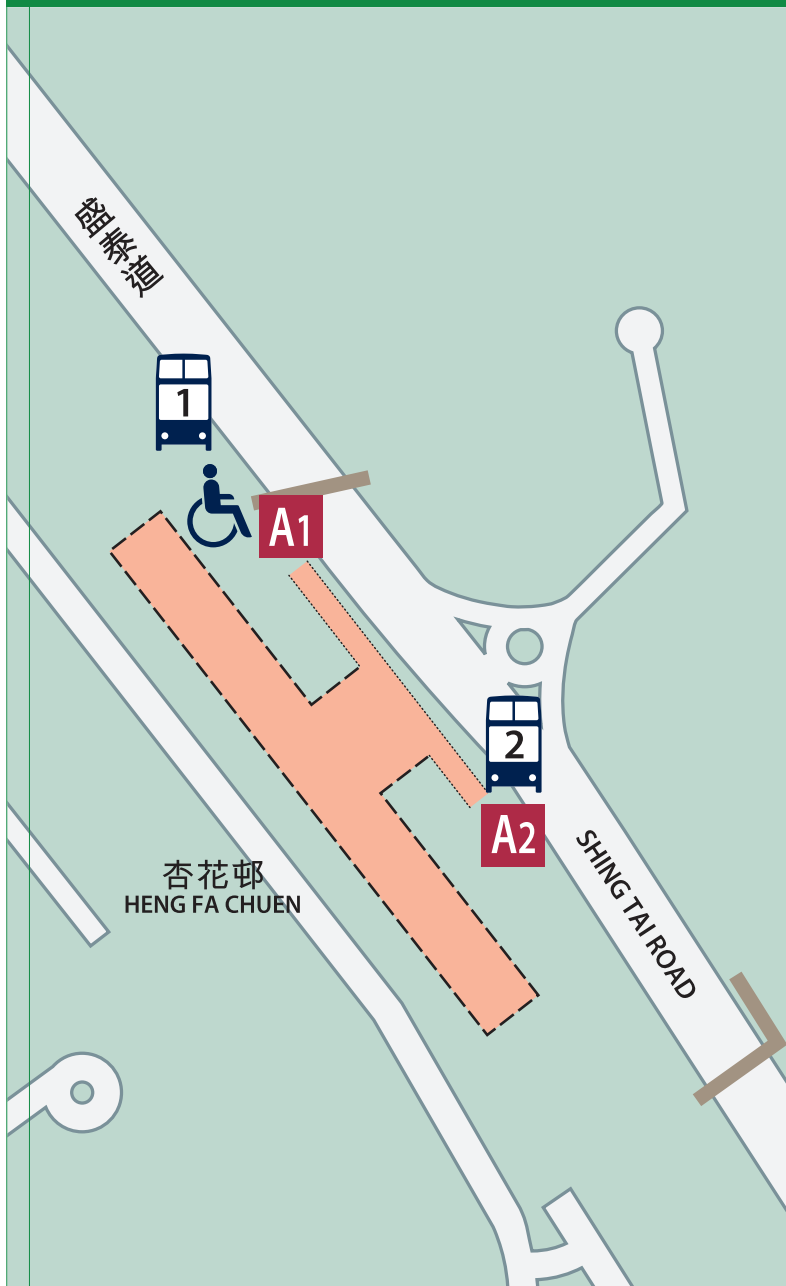 盛泰道
1
A1
2
A2
SHING TAI ROAD
杏花邨
HENG FA CHUEN